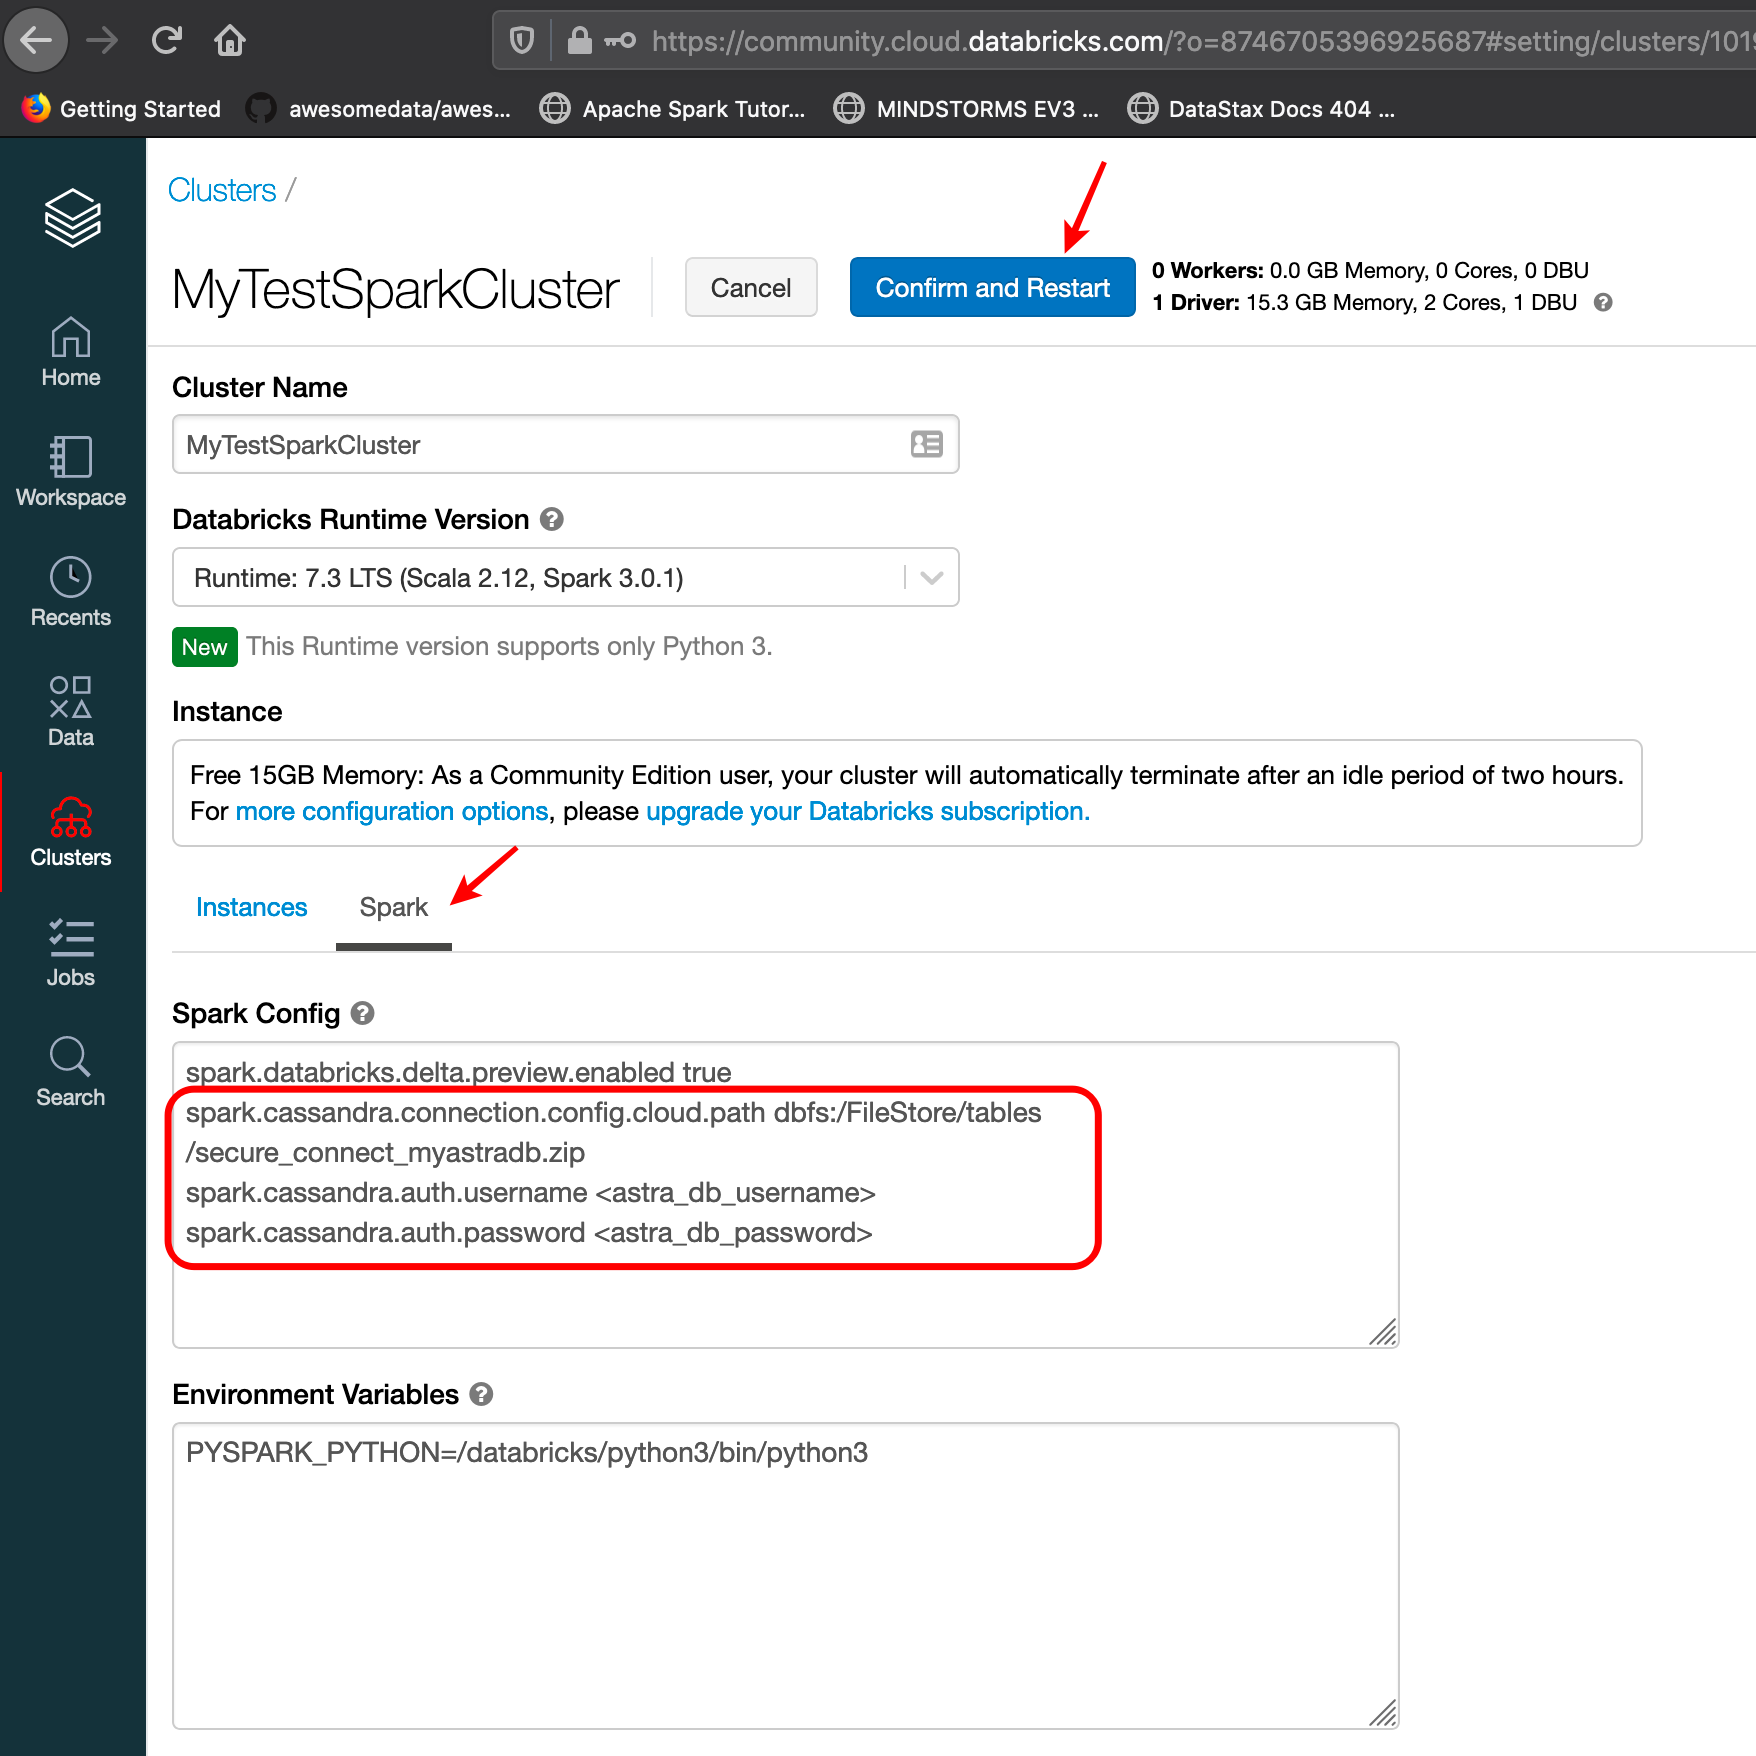 https://community.cloud.databricks.com/?o=8746705396925687#setting/clusters/1019
Getting Started
awesomedata/awes...
Apache Spark Tutor...
MINDSTORMS EV3 ...
DataStax Docs 404 ...
Clusters /
MyTestSparkCluster
Cancel
Confirm and Restart
0 Workers: 0.0 GB Memory, 0 Cores, 0 DBU
1 Driver: 15.3 GB Memory, 2 Cores, 1 DBU ?
Home
Workspace
Recents
Data
Clusters
Jobs
Search
Cluster Name
MyTestSparkCluster
Databricks Runtime Version ?
Runtime: 7.3 LTS (Scala 2.12, Spark 3.0.1)
New This Runtime version supports only Python 3.
Instance
Free 15GB Memory: As a Community Edition user, your cluster will automatically terminate after an idle period of two hours.
For more configuration options, please upgrade your Databricks subscription.
Instances
Spark
Spark Config ?
spark.databricks.delta.preview.enabled true
spark.cassandra.connection.config.cloud.path dbfs:/FileStore/tables
/secure_connect_myastradb.zip
spark.cassandra.auth.username <astra_db_username>
spark.cassandra.auth.password <astra_db_password>
Environment Variables ?
PYSPARK_PYTHON=/databricks/python3/bin/python3